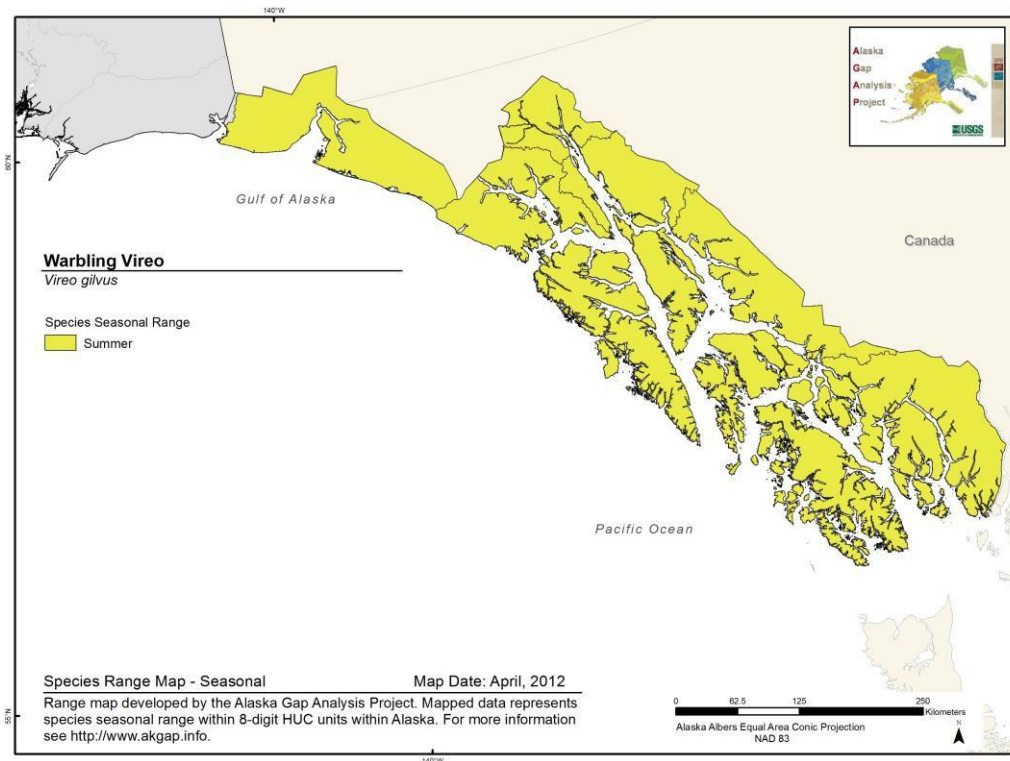 140°W
Alaska
Gap
Analysis
Project
USGS
60°N
Gulf of Alaska
Canada
Warbling Vireo
Vireo gilvus
Species Seasonal Range
Summer
Pacific Ocean
Species Range Map - Seasonal Map Date: April, 2012
Range map developed by the Alaska Gap Analysis Project. Mapped data represents
species seasonal range within 8-digit HUC units within Alaska. For more information
see http://www.akgap.info.
0 62.5 125 250
Kilometers
Alaska Albers Equal Area Conic Projection
NAD 83
N
55°N
140°W